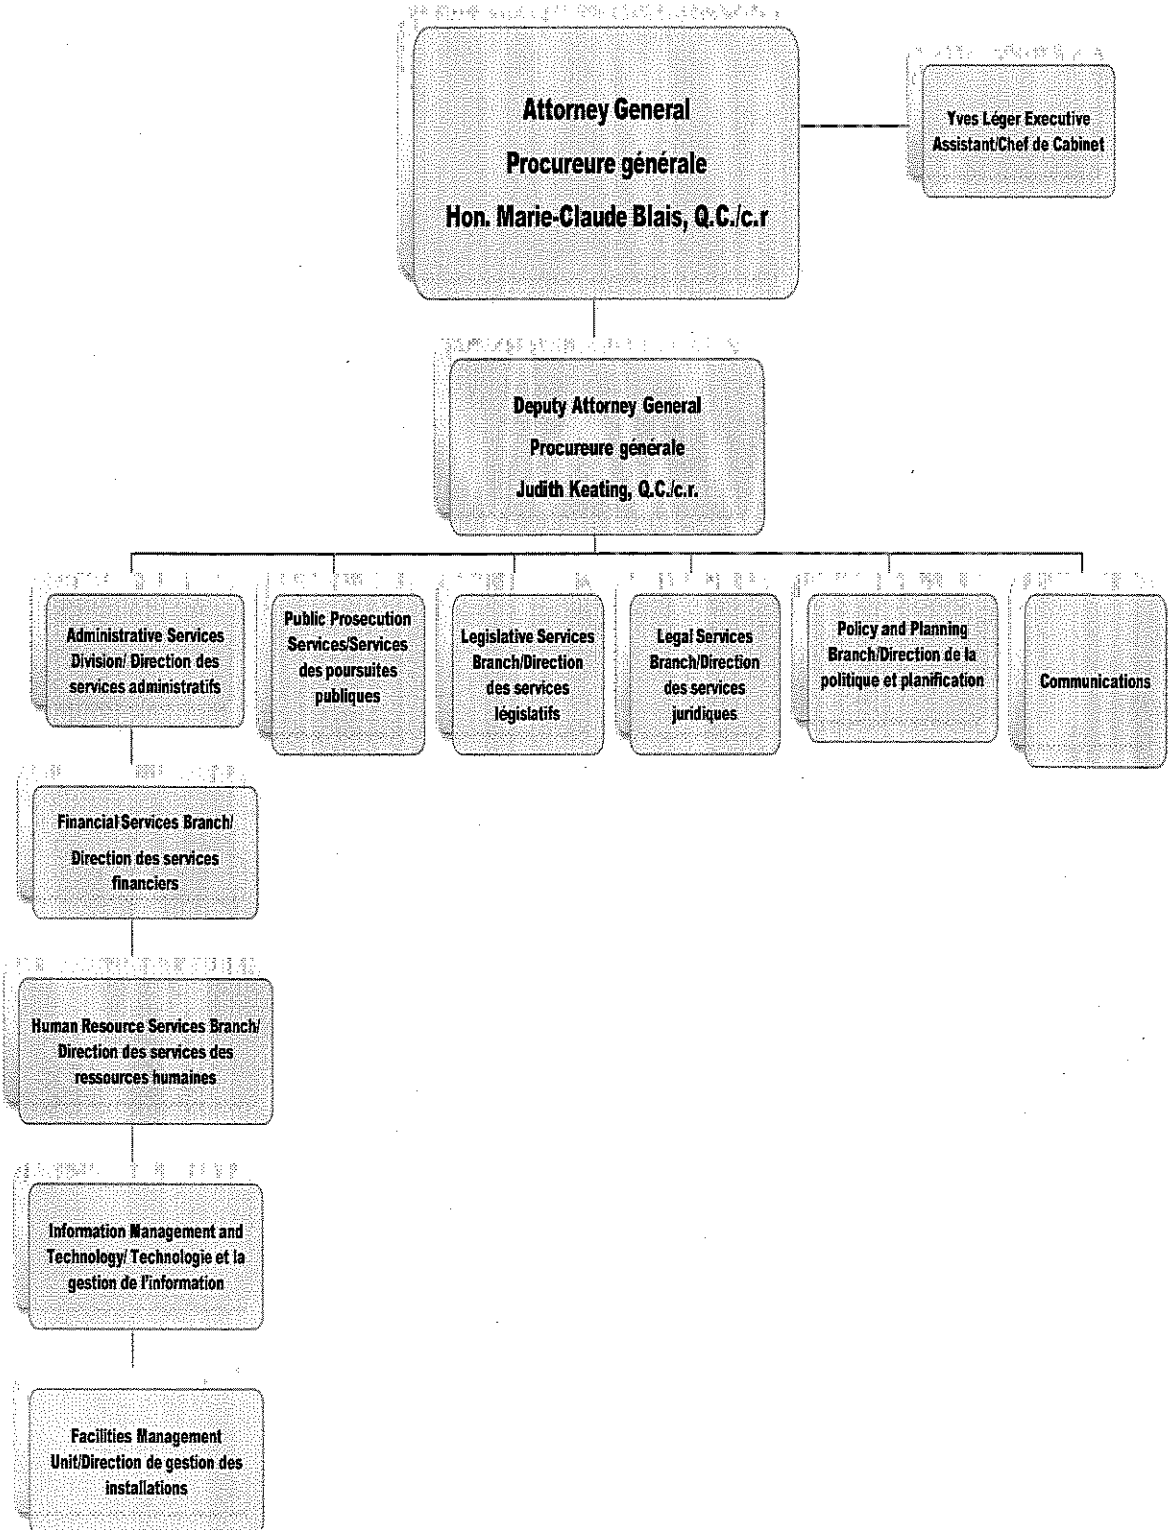 Attorney General
Procureure générale
Hon. Marie-Claude Blais, Q.C./c.r
Yves Léger Executive
Assistant/Chef de Cabinet
Deputy Attorney General
Procureure générale
Judith Keating, Q.C./c.r.
Administrative Services
Division/ Direction des
services administratifs
Public Prosecution
Services/Services
des poursuites
publiques
Legislative Services
Branch/Direction
des services
législatifs
Legal Services
Branch/Direction
des services
juridiques
Policy and Planning
Branch/Direction de la
politique et planification
Communications
Financial Services Branch/
Direction des services
financiers
Human Resource Services Branch/
Direction des services des
ressources humaines
Information Management and
Technology/ Technologie et la
gestion de l'information
Facilities Management
Unit/Direction de gestion des
installations